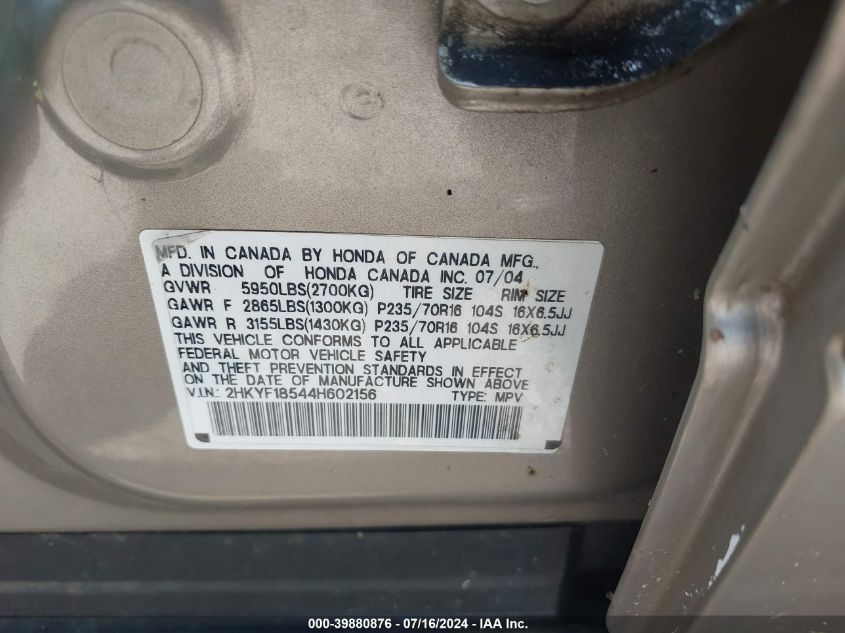 MFD. IN CANADA BY HONDA OF CANADA MFG.,
A DIVISION OF HONDA CANADA INC. 07/04
GVWR 5950LBS(2700KG) TIRE SIZE RIM SIZE
GAWR F 2865LBS(1300KG) P235/70R16 104S 16X6.5JJ
GAWR R 3155LBS(1430KG) P235/70R16 104S 16X6.5JJ
THIS VEHICLE CONFORMS TO ALL APPLICABLE
FEDERAL MOTOR VEHICLE SAFETY
AND THEFT PREVENTION STANDARDS IN EFFECT
ON THE DATE OF MANUFACTURE SHOWN ABOVE
V.I.N.: 2HKYF18544H602156 TYPE: MPV
000-39880876 / 07/16/2024 - IAA Inc.